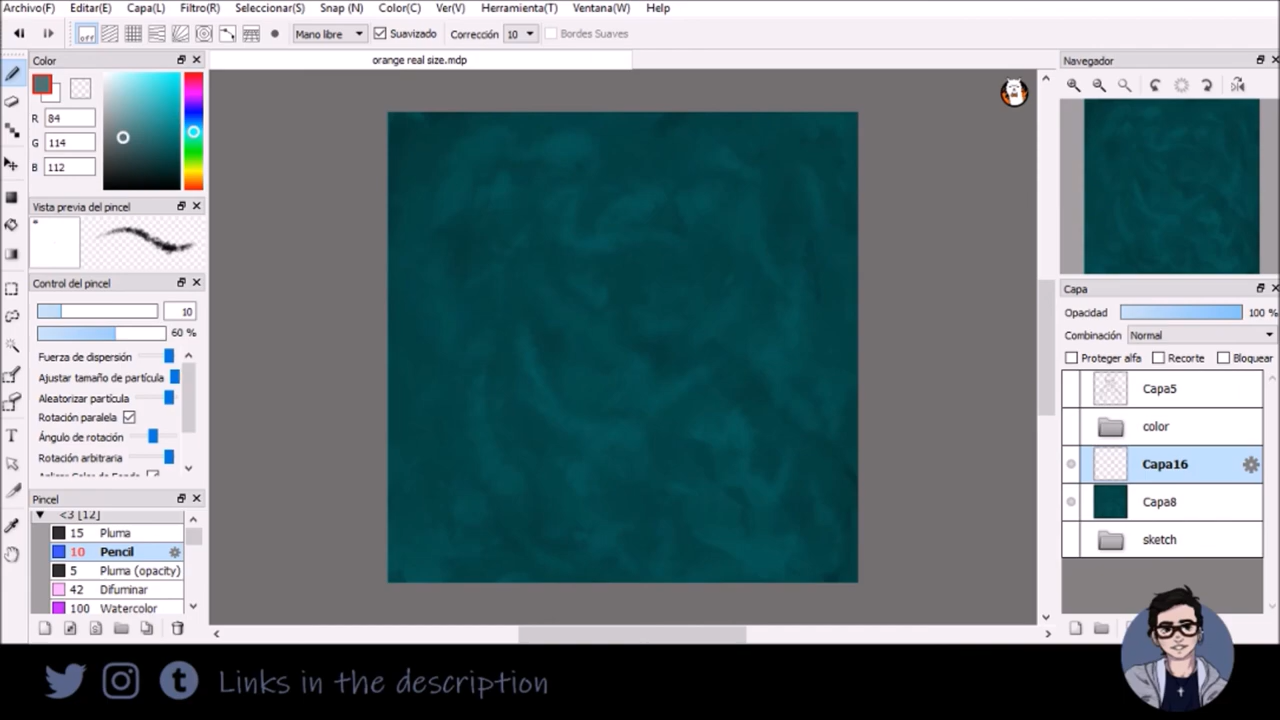 Archivo(F) Editar(E) Capa(L) Filtro(R) Seleccionar(S) Snap (N) Color(C) Ver(V) Herramienta(T) Ventana(W) Help
off Mano libre Suavizado Corrección 10 Bordes Suaves
Color
orange real size.mdp
Navegador
R 84
G 114
B 112
Vista previa del pincel
Control del pincel
10
60 %
Fuerza de dispersión
Ajustar tamaño de partícula
Aleatorizar partícula
Rotación paralela
Ángulo de rotación
Rotación arbitraria
Pincel
<3 [12]
15 Pluma
10 Pencil
5 Pluma (opacity)
42 Difuminar
100 Watercolor
Capa
Opacidad 100 %
Combinación Normal
Proteger alfa Recorte Bloquear
Capa5
color
Capa16
Capa8
sketch
Links in the description